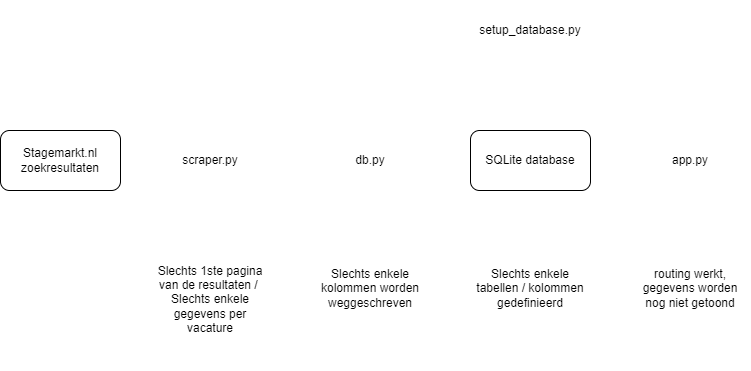 setup_database.py
Stagemarkt.nl
zoekresultaten
scraper.py
db.py
SQLite database
app.py
Slechts 1ste pagina
van de resultaten /
Slechts enkele
gegevens per
vacature
Slechts enkele
kolommen worden
weggeschreven
Slechts enkele
tabellen / kolommen
gedefinieerd
routing werkt,
gegevens worden
nog niet getoond